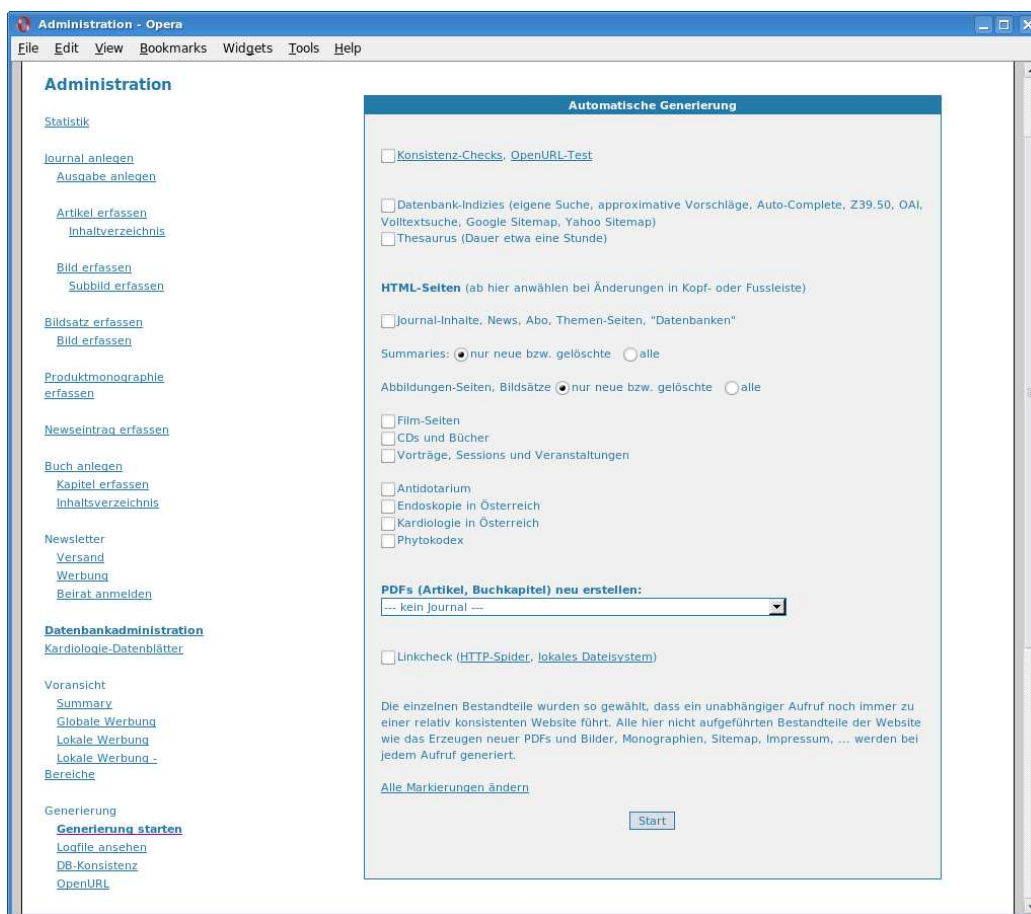 Administration - Opera
File Edit View Bookmarks Widgets Tools Help
Administration
Statistik
Journal anlegen
Ausgabe anlegen
Artikel erfassen
Inhaltverzeichnis
Bild erfassen
Subbild erfassen
Bildsatz erfassen
Bild erfassen
Produktmonographie
erfassen
Newseintrag erfassen
Buch anlegen
Kapitel erfassen
Inhaltsverzeichnis
Newsletter
Versand
Werbung
Beirat anmelden
Datenbankadministration
Kardiologie-Datenblätter
Voransicht
Summary
Globale Werbung
Lokale Werbung
Lokale Werbung -
Bereiche
Generierung
Generierung starten
Logfile ansehen
DB-Konsistenz
OpenURL
Automatische Generierung
Konsistenz-Checks, OpenURL-Test
Datenbank-Indizies (eigene Suche, approximative Vorschläge, Auto-Complete, Z39.50, OAI,
Volltextsuche, Google Sitemap, Yahoo Sitemap)
Thesaurus (Dauer etwa eine Stunde)
HTML-Seiten (ab hier anwählen bei Änderungen in Kopf- oder Fussleiste)
Journal-Inhalte, News, Abo, Themen-Seiten, "Datenbanken"
Summaries: nur neue bzw. gelöschte alle
Abbildungen-Seiten, Bildsätze nur neue bzw. gelöschte alle
Film-Seiten
CDs und Bücher
Vorträge, Sessions und Veranstaltungen
Antidotarium
Endoskopie in Österreich
Kardiologie in Österreich
Phytokodex
PDFs (Artikel, Buchkapitel) neu erstellen:
--- kein Journal ---
Linkcheck (HTTP-Spider, lokales Dateisystem)
Die einzelnen Bestandteile wurden so gewählt, dass ein unabhängiger Aufruf noch immer zu
einer relativ konsistenten Website führt. Alle hier nicht aufgeführten Bestandteile der Website
wie das Erzeugen neuer PDFs und Bilder, Monographien, Sitemap, Impressum, ... werden bei
jedem Aufruf generiert.
Alle Markierungen ändern
Start